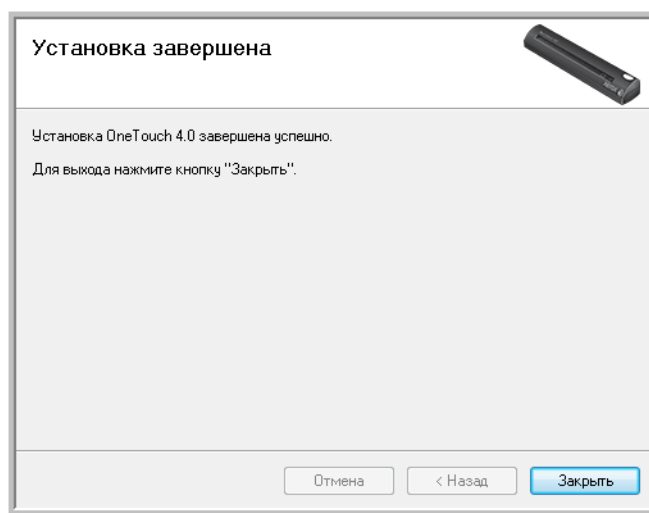 Установка завершена
Установка OneTouch 4.0 завершена успешно.
Для выхода нажмите кнопку "Закрыть".
Отмена
< Назад
Закрыть